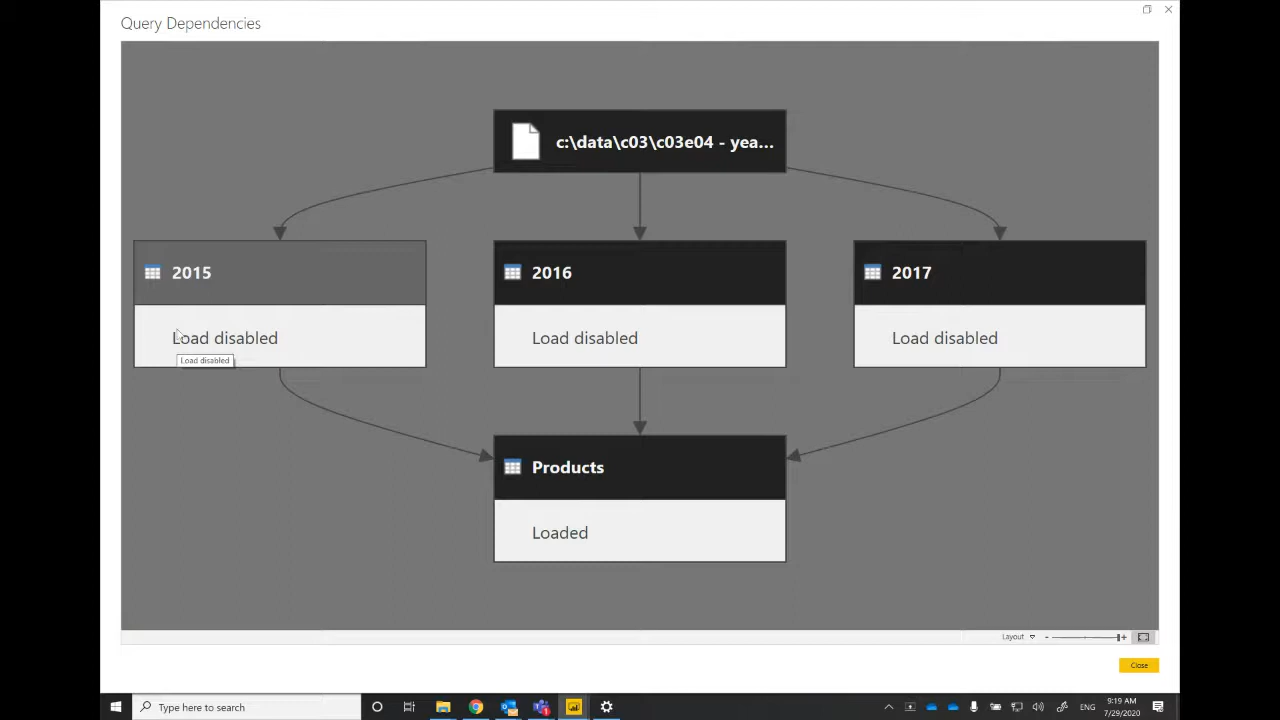 Query Dependencies
c:\data\c03\c03e04 - yea...
2015
Load disabled
Load disabled
2016
Load disabled
2017
Load disabled
Products
Loaded
Layout
Close
Type here to search
ENG
9:19 AM
7/29/2020